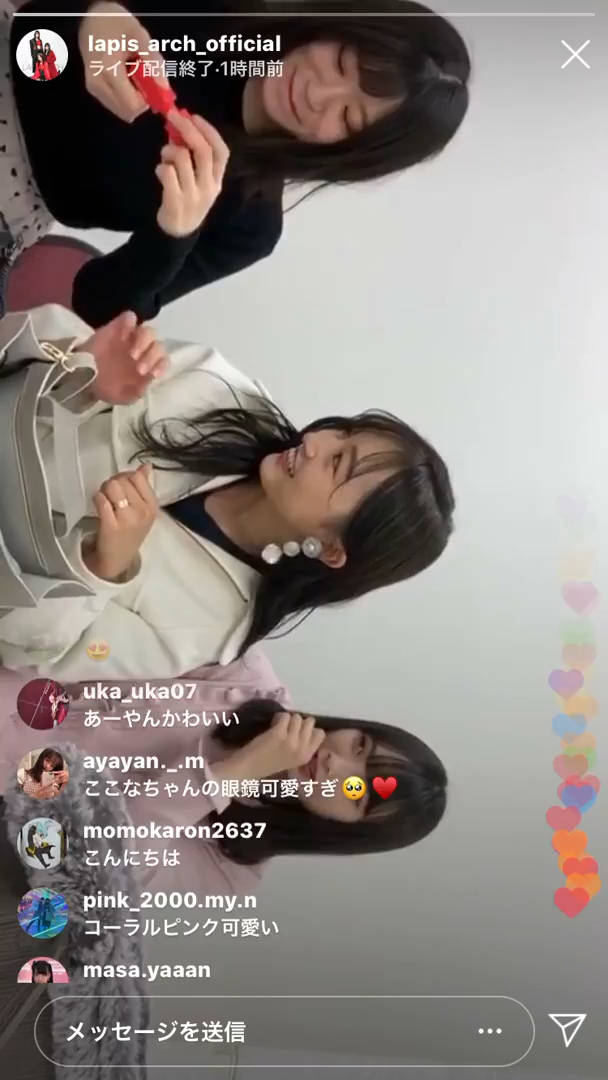 lapis_arch_official
ライブ配信終了·1時間前
uka_uka07
あーやんかわいい
ayayan._.m
ここなちゃんの眼鏡可愛すぎ🥺♥️
momokaron2637
こんにちは
pink_2000.my.n
コーラルピンク可愛い
masa.yaaan
メッセージを送信